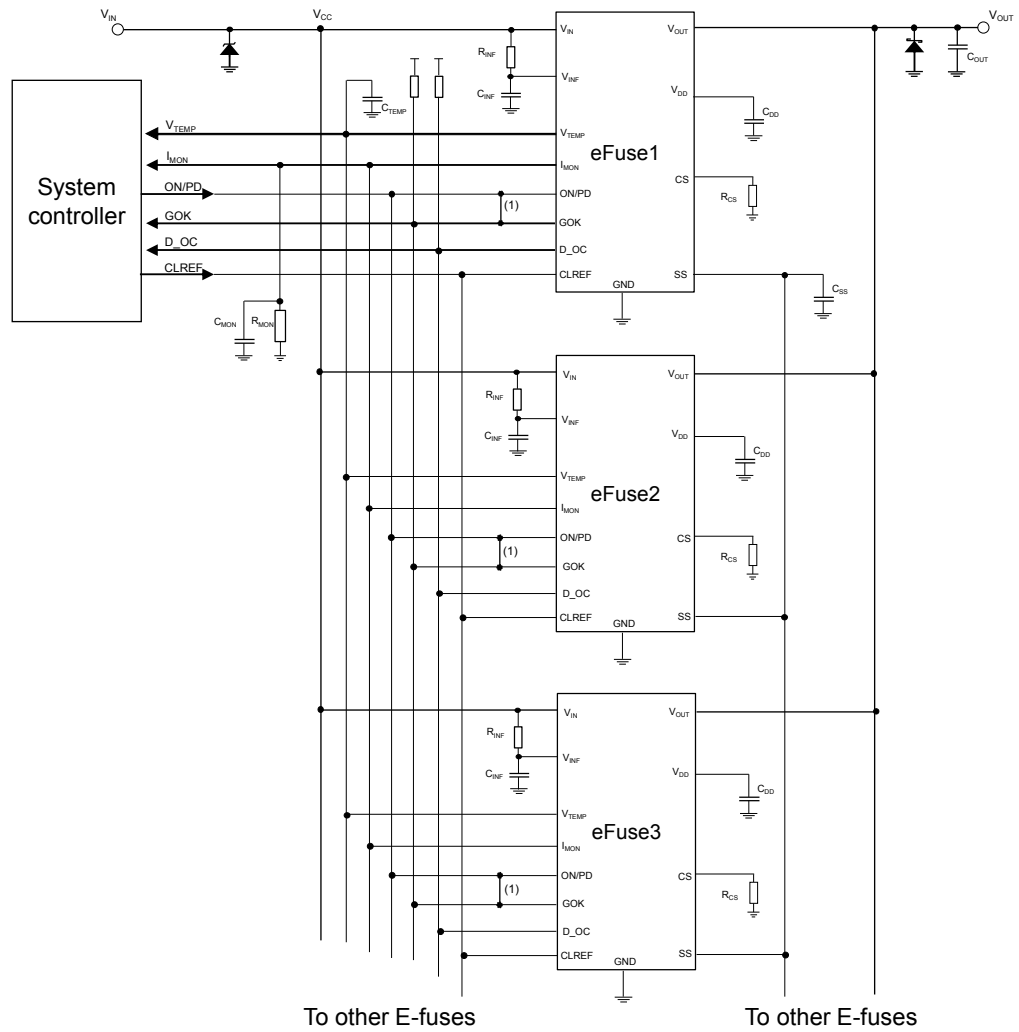 VIN
VCC
VOUT
COUT
System
controller
VTEMP
IMON
ON/PD
GOK
D_OC
CLREF
CTEMP
CMON
RMON
RINF
CINF
(1)
eFuse1
VIN
VINF
VTEMP
IMON
ON/PD
GOK
D_OC
CLREF
GND
VOUT
VDD
CS
SS
CDD
RCS
CSS
RINF
CINF
(1)
eFuse2
VIN
VINF
VTEMP
IMON
ON/PD
GOK
D_OC
CLREF
GND
VOUT
VDD
CS
SS
CDD
RCS
RINF
CINF
(1)
eFuse3
VIN
VINF
VTEMP
IMON
ON/PD
GOK
D_OC
CLREF
GND
VOUT
VDD
CS
SS
CDD
RCS
To other E-fuses
To other E-fuses